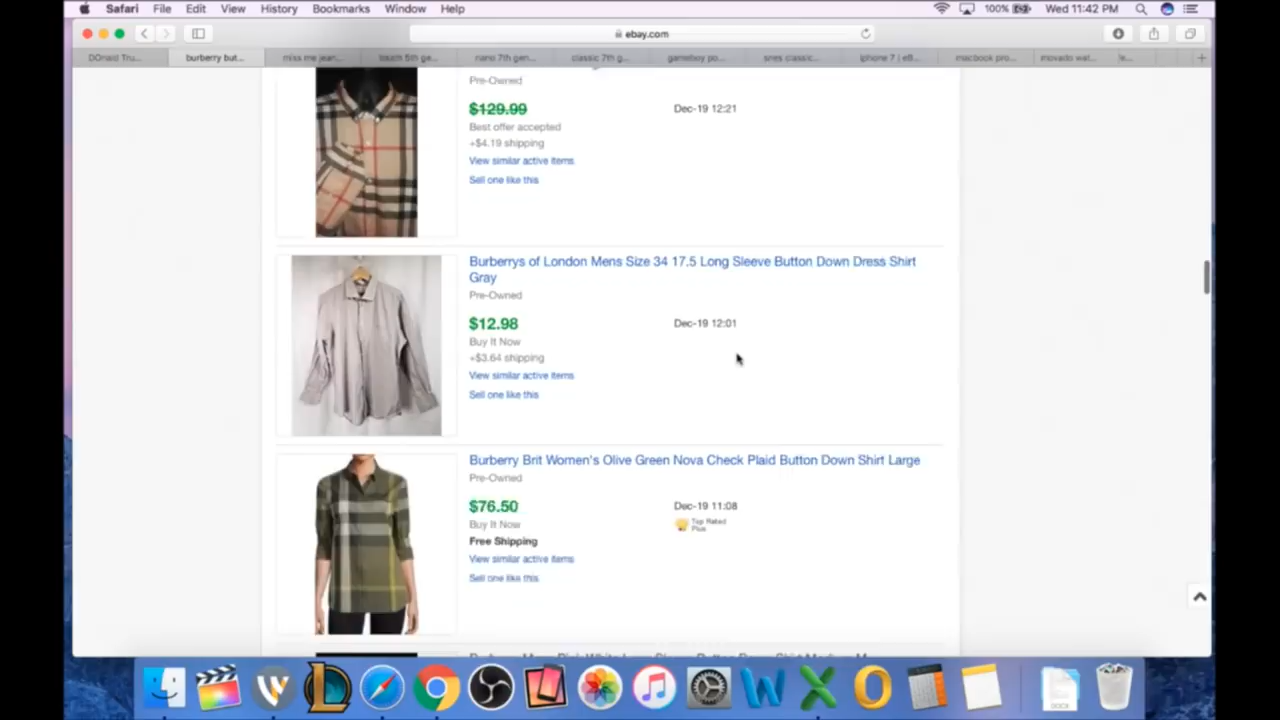 Safari File Edit View History Bookmarks Window Help 100% Wed 11:42 PM
ebay.com
DOnald Tru... burberry but... miss me jean... touch 5th ge... nano 7th gen... classic 7th g... gameboy po... snes classic... iphone 7 | eB... macbook pro... movado wat...
Pre-Owned
$129.99 Dec-19 12:21
Best offer accepted
+$4.19 shipping
View similar active items
Sell one like this
Burberrys of London Mens Size 34 17.5 Long Sleeve Button Down Dress Shirt
Gray
Pre-Owned
$12.98 Dec-19 12:01
Buy It Now
+$3.64 shipping
View similar active items
Sell one like this
Burberry Brit Women's Olive Green Nova Check Plaid Button Down Shirt Large
Pre-Owned
$76.50 Dec-19 11:08
Buy It Now
Top Rated
Plus
Free Shipping
View similar active items
Sell one like this
DOCX